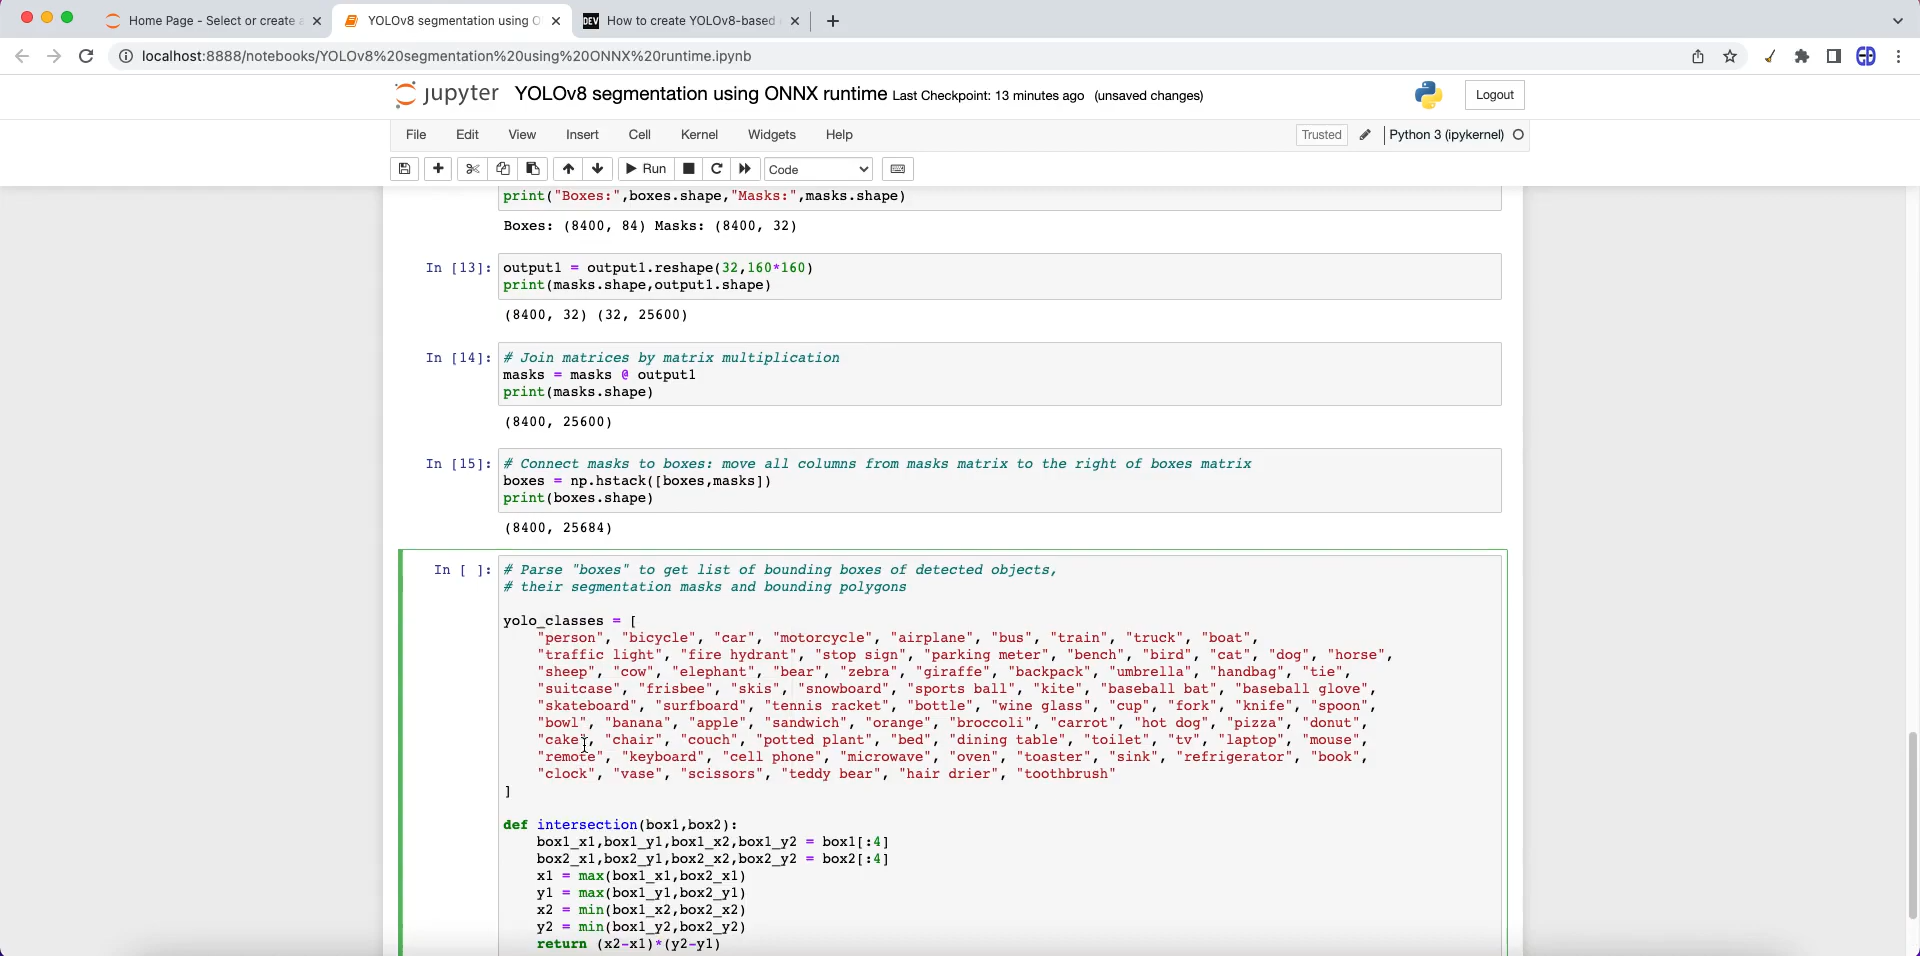 Home Page - Select or create a
YOLOv8 segmentation using O
DEV How to create YOLOv8-based
localhost:8888/notebooks/YOLOv8%20segmentation%20using%20ONNX%20runtime.ipynb
jupyter YOLOv8 segmentation using ONNX runtime Last Checkpoint: 13 minutes ago (unsaved changes) Logout
File Edit View Insert Cell Kernel Widgets Help Trusted Python 3 (ipykernel)
Run Code
print("Boxes:",boxes.shape,"Masks:",masks.shape)
Boxes: (8400, 84) Masks: (8400, 32)
In [13]: output1 = output1.reshape(32,160*160)
print(masks.shape,output1.shape)
(8400, 32) (32, 25600)
In [14]: # Join matrices by matrix multiplication
masks = masks @ output1
print(masks.shape)
(8400, 25600)
In [15]: # Connect masks to boxes: move all columns from masks matrix to the right of boxes matrix
boxes = np.hstack([boxes,masks])
print(boxes.shape)
(8400, 25684)
In [ ]: # Parse "boxes" to get list of bounding boxes of detected objects,
# their segmentation masks and bounding polygons
yolo_classes = [
"person", "bicycle", "car", "motorcycle", "airplane", "bus", "train", "truck", "boat",
"traffic light", "fire hydrant", "stop sign", "parking meter", "bench", "bird", "cat", "dog", "horse",
"sheep", "cow", "elephant", "bear", "zebra", "giraffe", "backpack", "umbrella", "handbag", "tie",
"suitcase", "frisbee", "skis", "snowboard", "sports ball", "kite", "baseball bat", "baseball glove",
"skateboard", "surfboard", "tennis racket", "bottle", "wine glass", "cup", "fork", "knife", "spoon",
"bowl", "banana", "apple", "sandwich", "orange", "broccoli", "carrot", "hot dog", "pizza", "donut",
"cake", "chair", "couch", "potted plant", "bed", "dining table", "toilet", "tv", "laptop", "mouse",
"remote", "keyboard", "cell phone", "microwave", "oven", "toaster", "sink", "refrigerator", "book",
"clock", "vase", "scissors", "teddy bear", "hair drier", "toothbrush"
]
def intersection(box1,box2):
box1_x1,box1_y1,box1_x2,box1_y2 = box1[:4]
box2_x1,box2_y1,box2_x2,box2_y2 = box2[:4]
x1 = max(box1_x1,box2_x1)
y1 = max(box1_y1,box2_y1)
x2 = min(box1_x2,box2_x2)
y2 = min(box1_y2,box2_y2)
return (x2-x1)*(y2-y1)